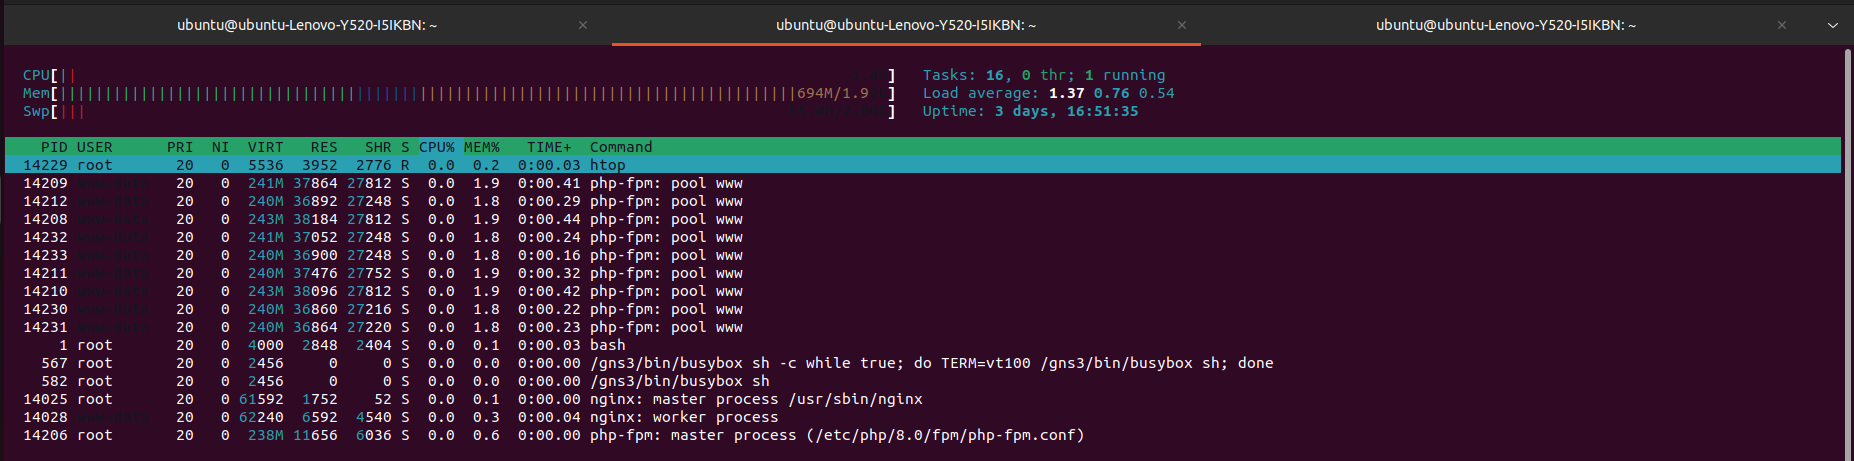 ubuntu@ubuntu-Lenovo-Y520-I5IKBN: ~ × ubuntu@ubuntu-Lenovo-Y520-I5IKBN: ~ × ubuntu@ubuntu-Lenovo-Y520-I5IKBN: ~ ×
CPU[|| ] Tasks: 16, 0 thr; 1 running
Mem[||||||||||||||||||||||||||||||||||||||||||||||||||||||||||||||||||||||||||||||||||694M/1.9 ] Load average: 1.37 0.76 0.54
Swp[||| ] Uptime: 3 days, 16:51:35
PID USER PRI NI VIRT RES SHR S CPU% MEM% TIME+ Command
14229 root 20 0 5536 3952 2776 R 0.0 0.2 0:00.03 htop
14209 20 0 241M 37864 27812 S 0.0 1.9 0:00.41 php-fpm: pool www
14212 20 0 240M 36892 27248 S 0.0 1.8 0:00.29 php-fpm: pool www
14208 20 0 243M 38184 27812 S 0.0 1.9 0:00.44 php-fpm: pool www
14232 20 0 241M 37052 27248 S 0.0 1.8 0:00.24 php-fpm: pool www
14233 20 0 240M 36900 27248 S 0.0 1.8 0:00.16 php-fpm: pool www
14211 20 0 240M 37476 27752 S 0.0 1.9 0:00.32 php-fpm: pool www
14210 20 0 243M 38096 27812 S 0.0 1.9 0:00.42 php-fpm: pool www
14230 20 0 240M 36860 27216 S 0.0 1.8 0:00.22 php-fpm: pool www
14231 20 0 240M 36864 27220 S 0.0 1.8 0:00.23 php-fpm: pool www
1 root 20 0 4000 2848 2404 S 0.0 0.1 0:00.03 bash
567 root 20 0 2456 0 0 S 0.0 0.0 0:00.00 /gns3/bin/busybox sh -c while true; do TERM=vt100 /gns3/bin/busybox sh; done
582 root 20 0 2456 0 0 S 0.0 0.0 0:00.00 /gns3/bin/busybox sh
14025 root 20 0 61592 1752 52 S 0.0 0.1 0:00.00 nginx: master process /usr/sbin/nginx
14028 20 0 62240 6592 4540 S 0.0 0.3 0:00.04 nginx: worker process
14206 root 20 0 238M 11656 6036 S 0.0 0.6 0:00.00 php-fpm: master process (/etc/php/8.0/fpm/php-fpm.conf)